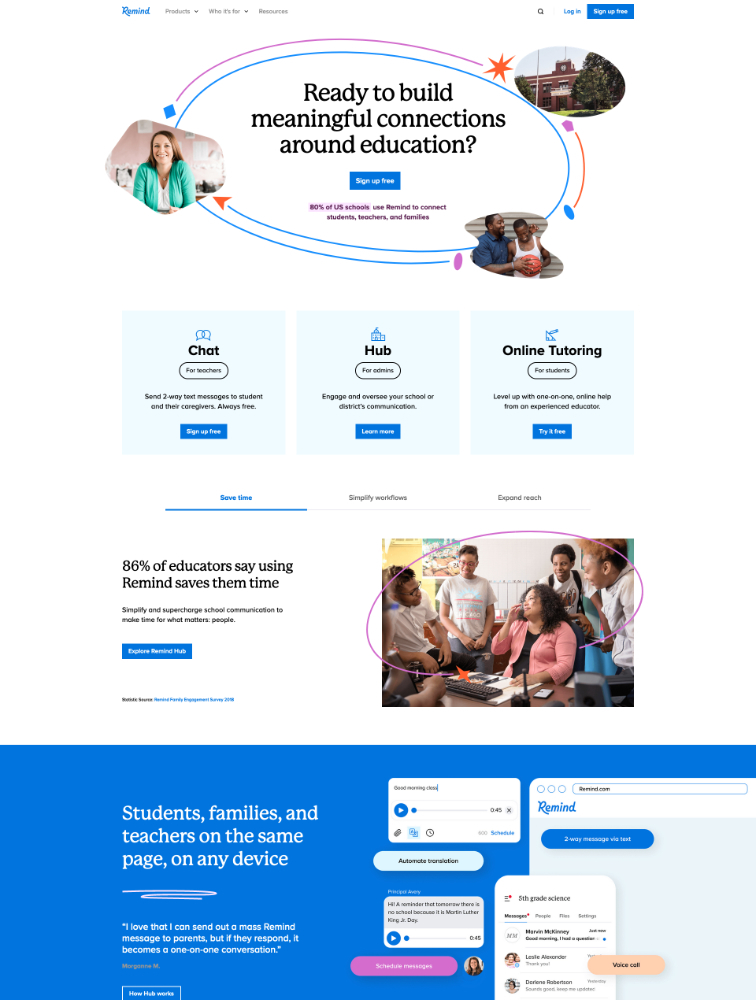 Remind
Products
Who it's for
Resources
Log in
Sign up free
Ready to build
meaningful connections
around education?
Sign up free
80% of US schools use Remind to connect
students, teachers, and families
Chat
For teachers
Send 2-way text messages to student
and their caregivers. Always free.
Sign up free
Hub
For admins
Engage and oversee your school or
district's communication.
Learn more
Online Tutoring
For students
Level up with one-on-one, online help
from an experienced educator.
Try it free
Save time
Simplify workflows
Expand reach
86% of educators say using
Remind saves them time
Simplify and supercharge school communication to
make time for what matters: people.
Explore Remind Hub
Statistic Source: Remind Family Engagement Survey 2018
Students, families, and
teachers on the same
page, on any device
"I love that I can send out a mass Remind
message to parents, but if they respond, it
becomes a one-on-one conversation."
Marganne M.
How Hub works
Good morning class
0:45
Schedule
Automate translation
Principal Avery
Hi! A reminder that tomorrow there is
no school because it is Martin Luther
King Jr. Day.
0:45
Schedule messages
Remind.com
Remind
2-way message via text
5th grade science
Messages
People
Files
Settings
MM
Marvin McKinney
Just now
Good morning, I had a question
Leslie Alexander
Thank you!
Voice call
Darlene Robertson
Yesterday
Sounds good, keep me updated